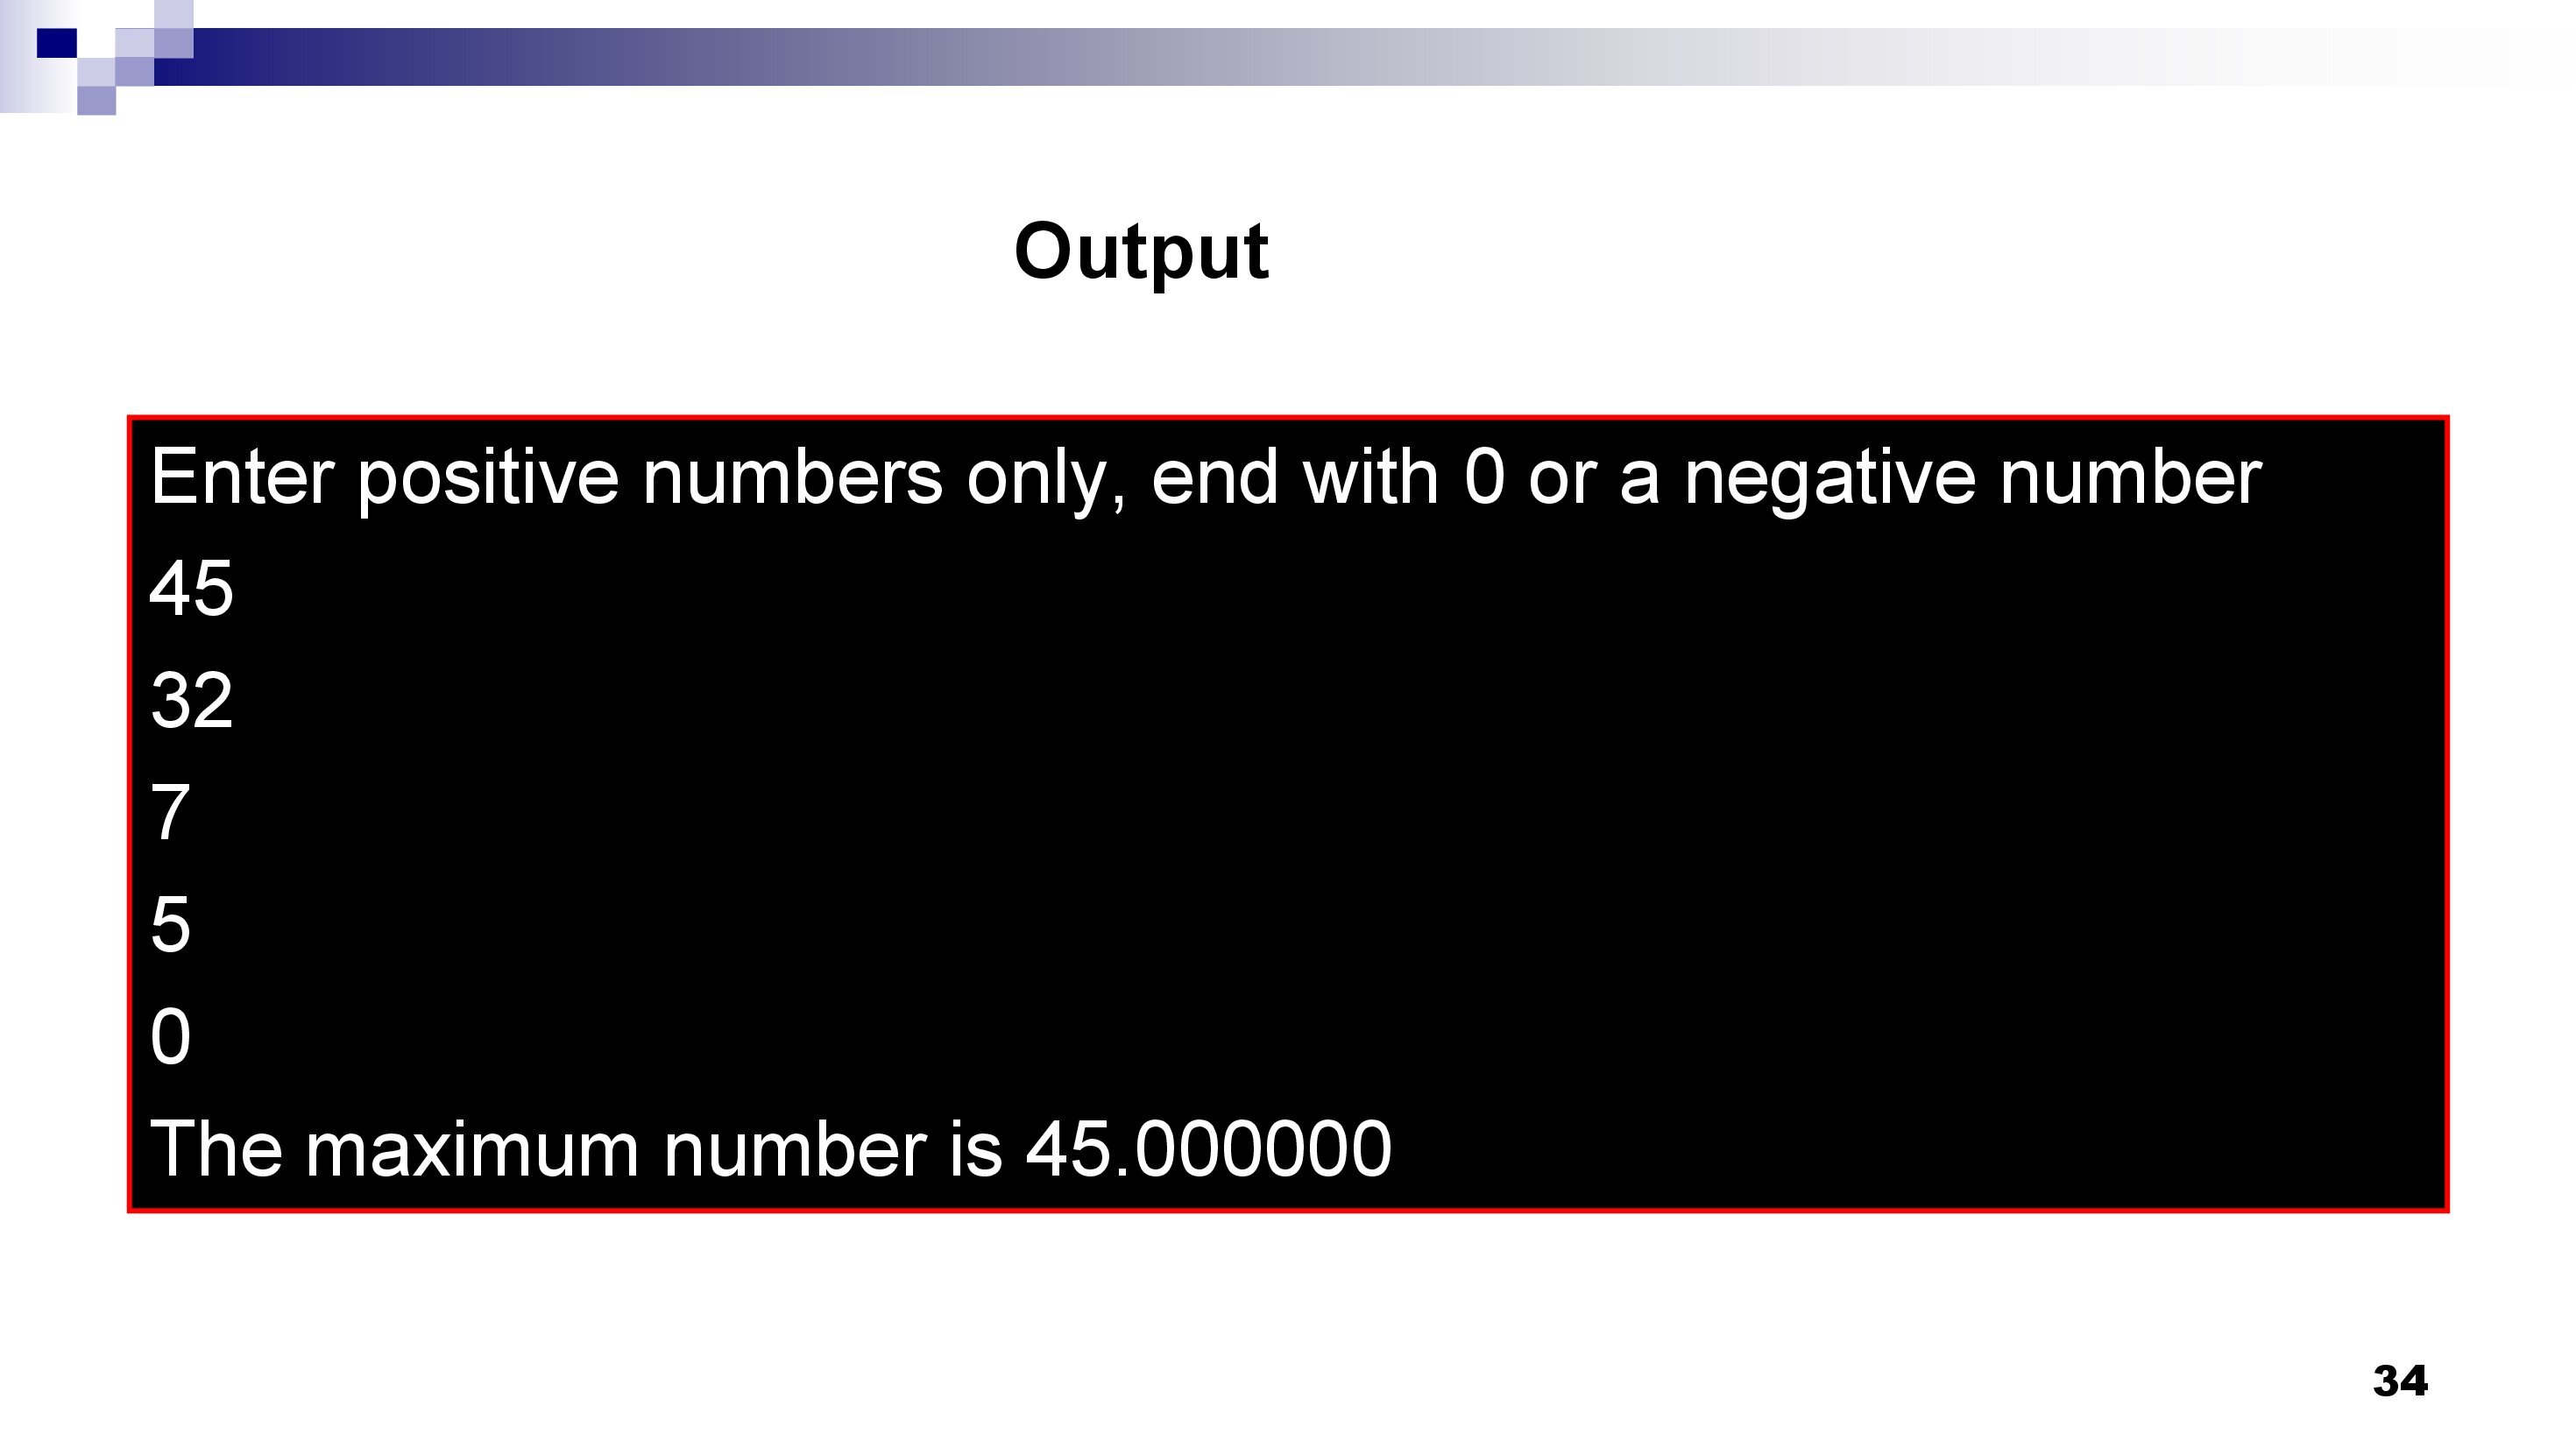 Output
Enter positive numbers only, end with 0 or a negative number
45
32
7
5
0
The maximum number is 45.000000
34